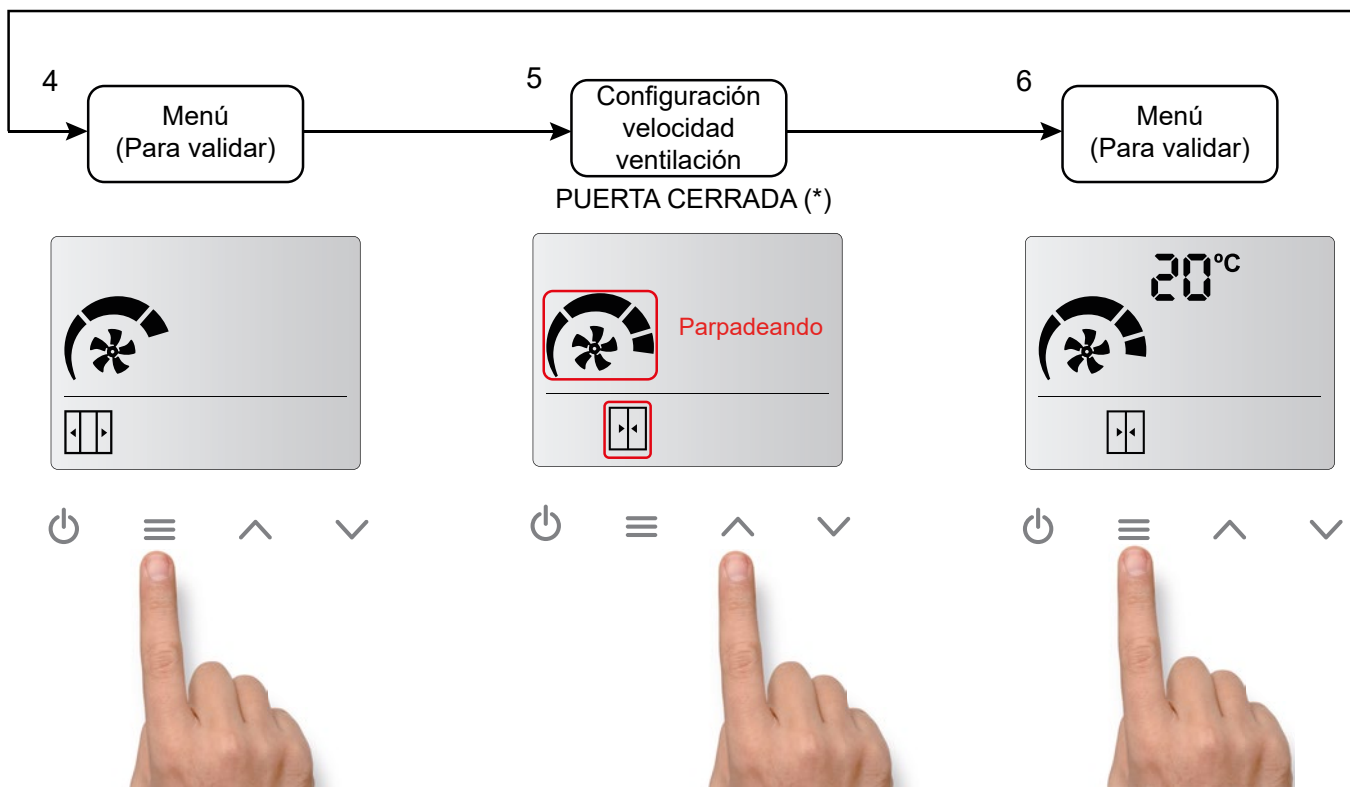 4
Menú
(Para validar)
5
Configuración
velocidad
ventilación
PUERTA CERRADA (*)
6
Menú
(Para validar)
Parpadeando
20°C